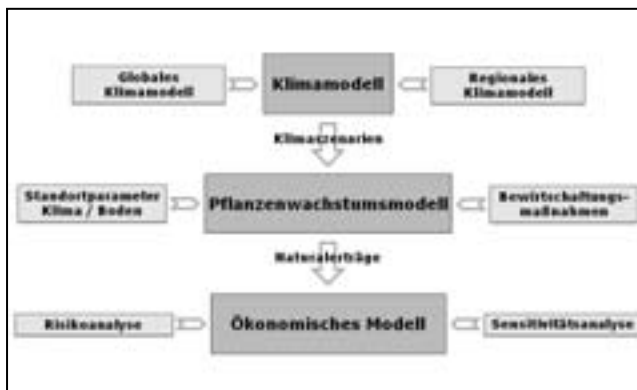 Globales
Klimamodell
Klimamodell
Regionales
Klimamodell
Klimaszenarien
Standortparameter
Klima / Boden
Pflanzenwachstumsmodell
Bewirtschaftungs-
maßnahmen
Naturalerträge
Risikoanalyse
Ökonomisches Modell
Sensitivitätsanalyse